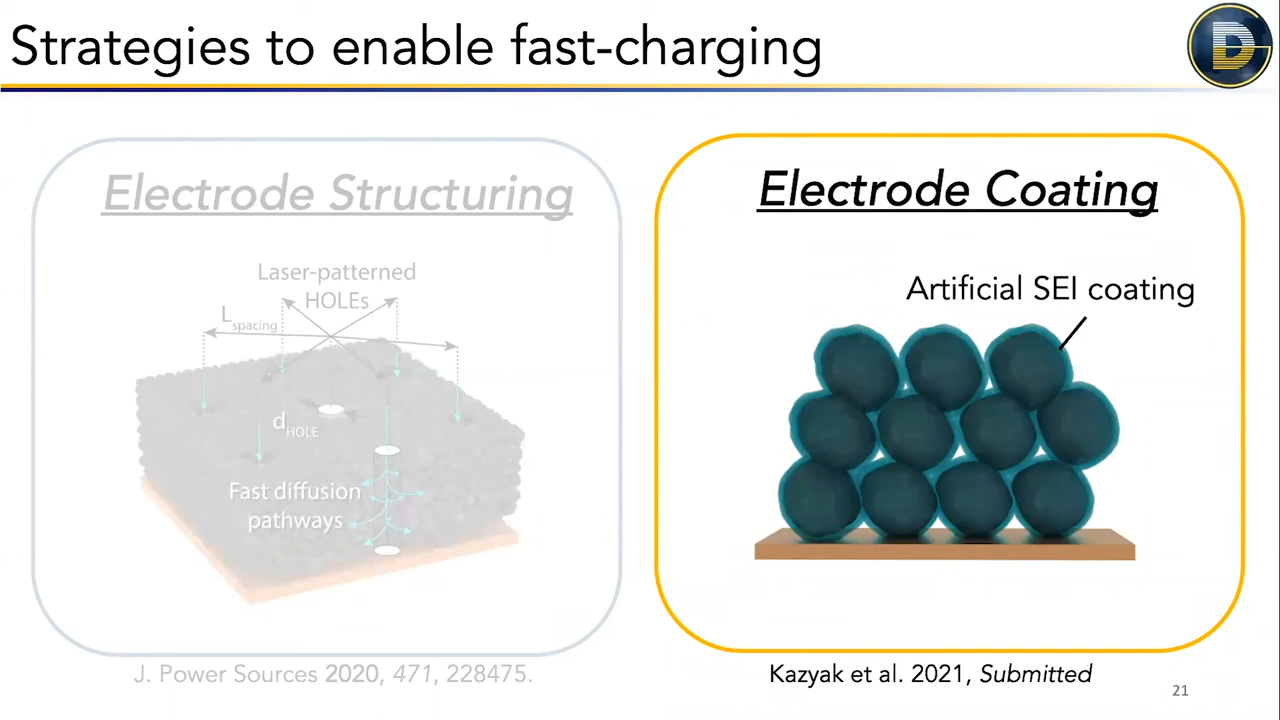 Strategies to enable fast-charging
Electrode Structuring
Laser-patterned
HOLEs
Lspacing
dHOLE
Fast diffusion
pathways
J. Power Sources 2020, 471, 228475.
Electrode Coating
Artificial SEI coating
Kazyak et al. 2021, Submitted
21